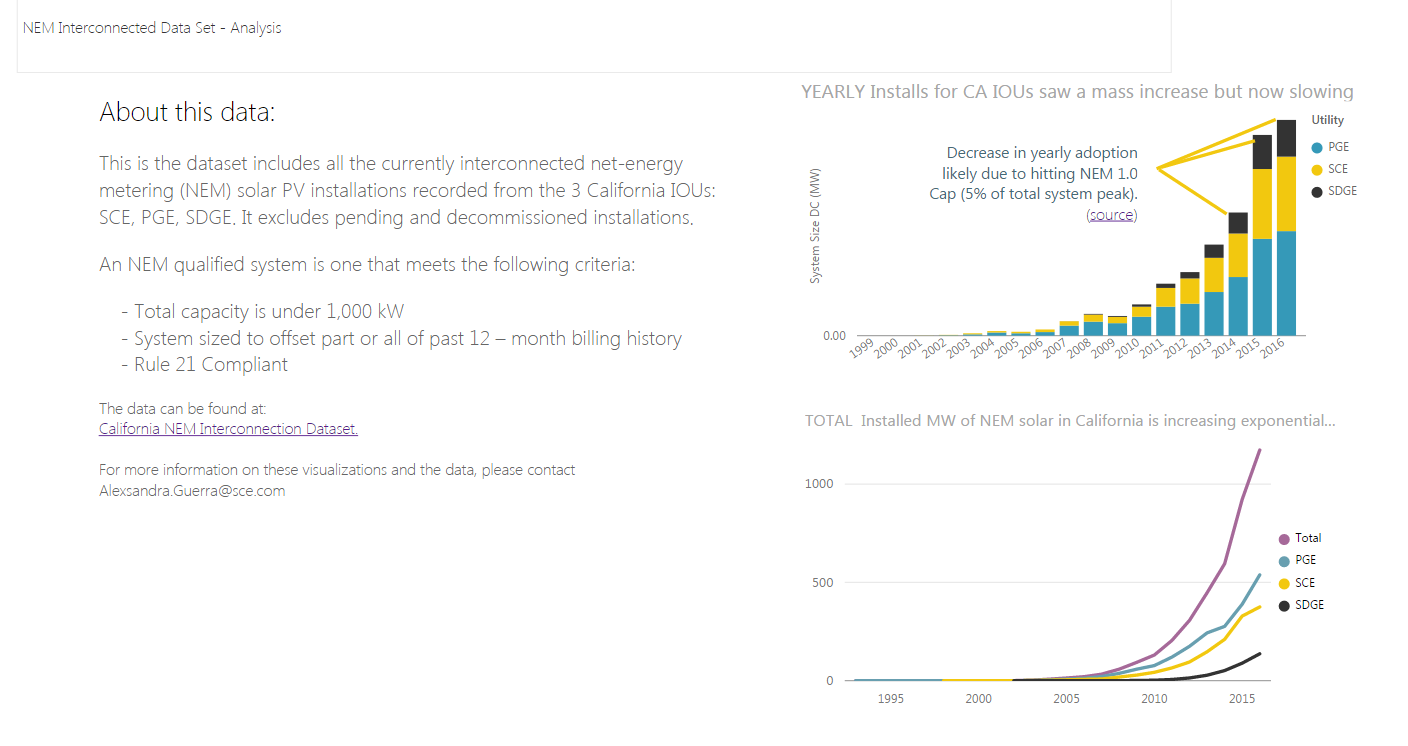 NEM Interconnected Data Set - Analysis
About this data:
This is the dataset includes all the currently interconnected net-energy
metering (NEM) solar PV installations recorded from the 3 California IOUs:
SCE, PGE, SDGE. It excludes pending and decommissioned installations.
An NEM qualified system is one that meets the following criteria:
- Total capacity is under 1,000 kW
- System sized to offset part or all of past 12 – month billing history
- Rule 21 Compliant
The data can be found at:
California NEM Interconnection Dataset.
For more information on these visualizations and the data, please contact
Alexsandra.Guerra@sce.com
YEARLY Installs for CA IOUs saw a mass increase but now slowing
Utility
PGE
SCE
SDGE
Decrease in yearly adoption
likely due to hitting NEM 1.0
Cap (5% of total system peak).
(source)
System Size DC (MW)
0.00
1999 2000 2001 2002 2003 2004 2005 2006 2007 2008 2009 2010 2011 2012 2013 2014 2015 2016
TOTAL Installed MW of NEM solar in California is increasing exponential...
1000
500
0
1995 2000 2005 2010 2015
Total
PGE
SCE
SDGE